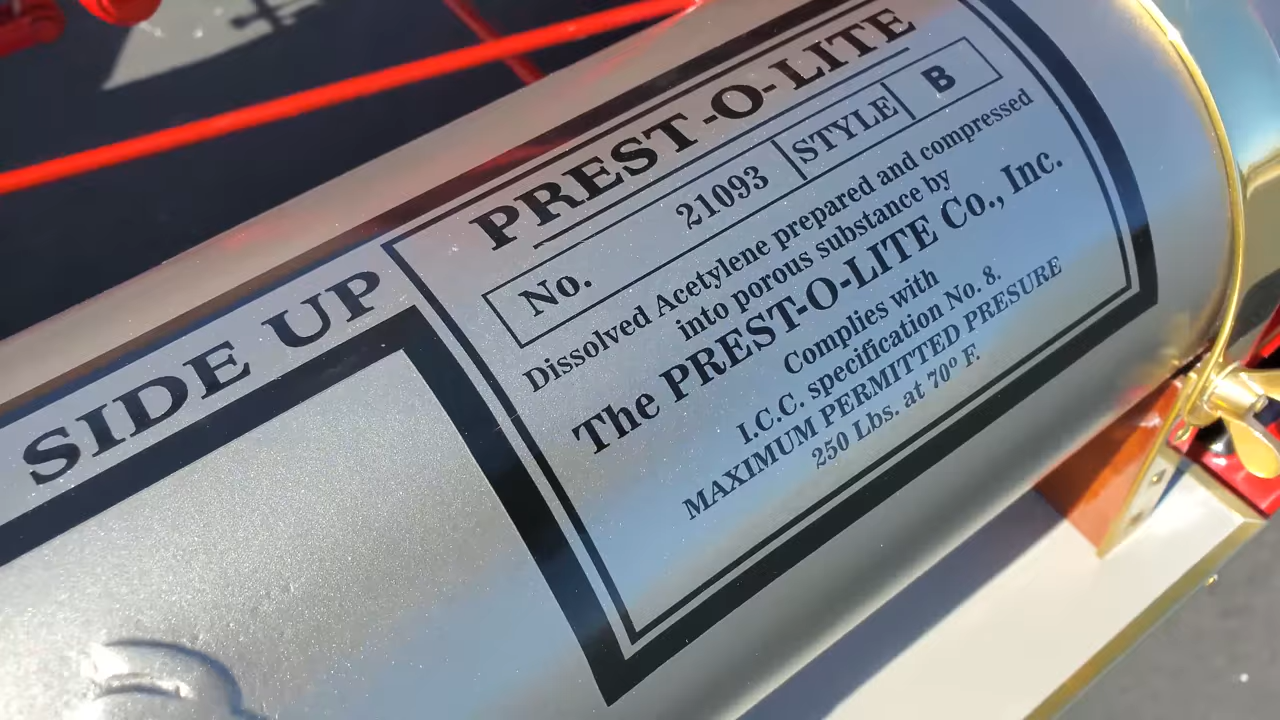 SIDE UP
PREST-O-LITE
No. 21093 STYLE B
Dissolved Acetylene prepared and compressed
into porous substance by
The PREST-O-LITE Co., Inc.
Complies with
I.C.C. specification No. 8.
MAXIMUM PERMITTED PRESURE
250 Lbs. at 70º F.